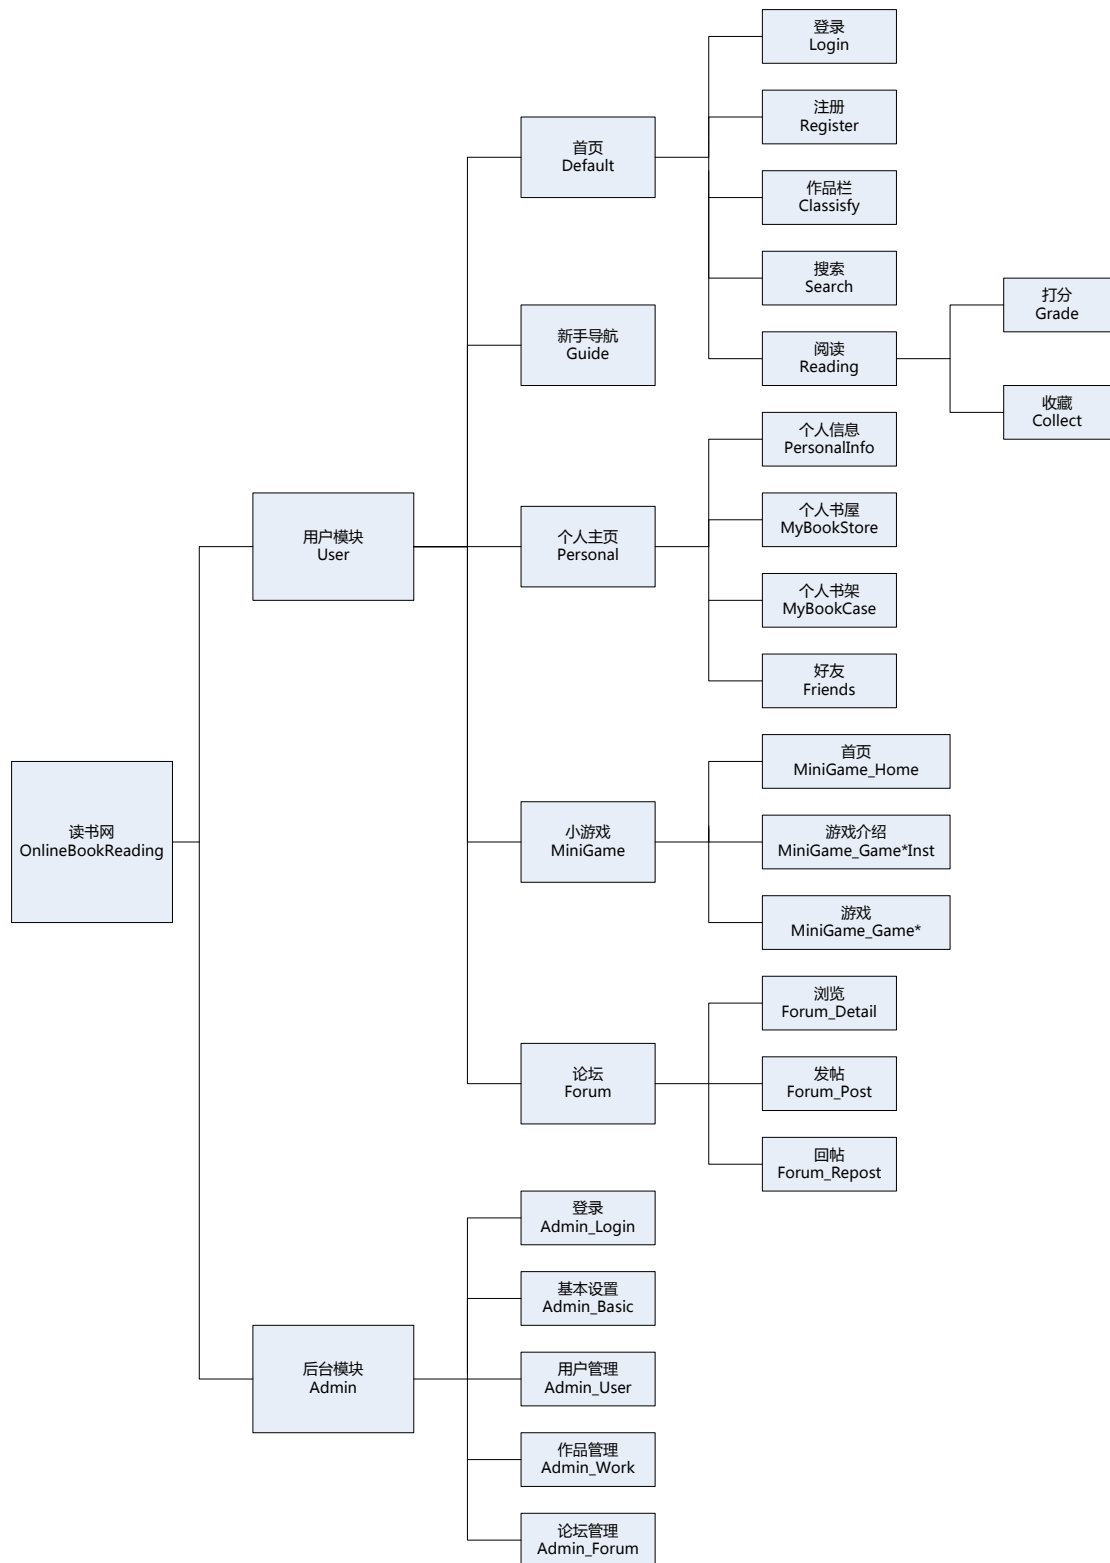 登录
Login
注册
Register
首页
Default
作品栏
Classisfy
搜索
Search
打分
Grade
新手导航
Guide
阅读
Reading
收藏
Collect
个人信息
PersonalInfo
个人书屋
MyBookStore
用户模块
User
个人主页
Personal
个人书架
MyBookCase
好友
Friends
首页
MiniGame_Home
读书网
OnlineBookReading
小游戏
MiniGame
游戏介绍
MiniGame_Game*Inst
游戏
MiniGame_Game*
浏览
Forum_Detail
论坛
Forum
发帖
Forum_Post
回帖
Forum_Repost
登录
Admin_Login
基本设置
Admin_Basic
后台模块
Admin
用户管理
Admin_User
作品管理
Admin_Work
论坛管理
Admin_Forum